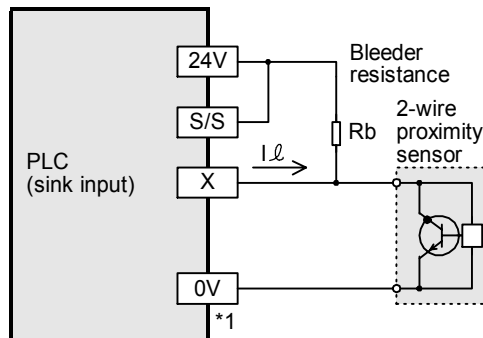 24V
Bleeder
resistance
S/S
2-wire
proximity
sensor
Rb
PLC
(sink input)
Iℓ
X
0V
*1